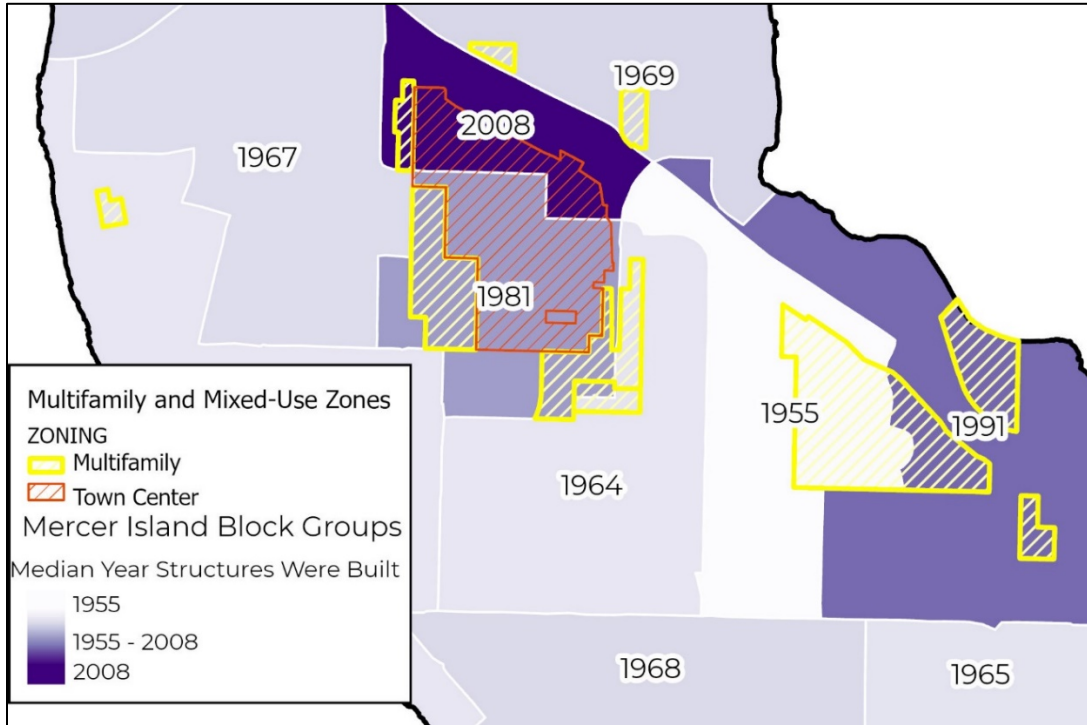 1969
2008
1967
1981
1955
1991
1964
1968
1965
Multifamily and Mixed-Use Zones
ZONING
Multifamily
Town Center
Mercer Island Block Groups
Median Year Structures Were Built
1955
1955 - 2008
2008